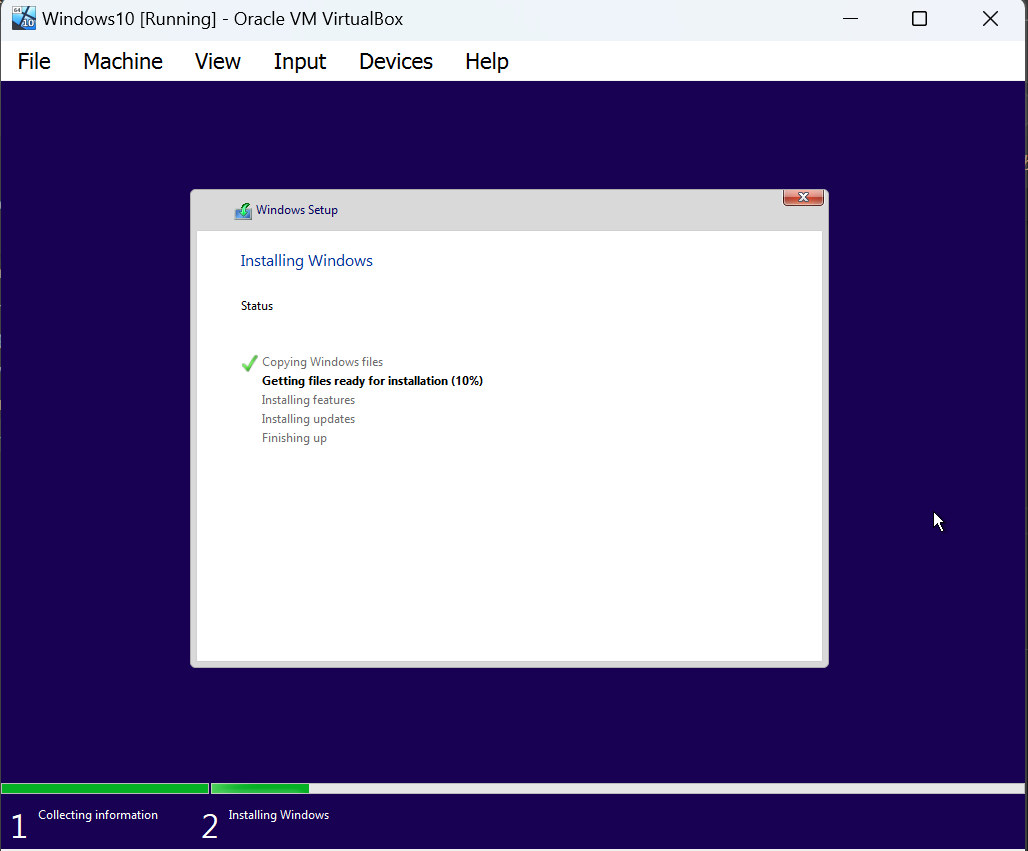 Windows10 [Running] - Oracle VM VirtualBox
File Machine View Input Devices Help
Windows Setup
Installing Windows
Status
Copying Windows files
Getting files ready for installation (10%)
Installing features
Installing updates
Finishing up
1 Collecting information 2 Installing Windows